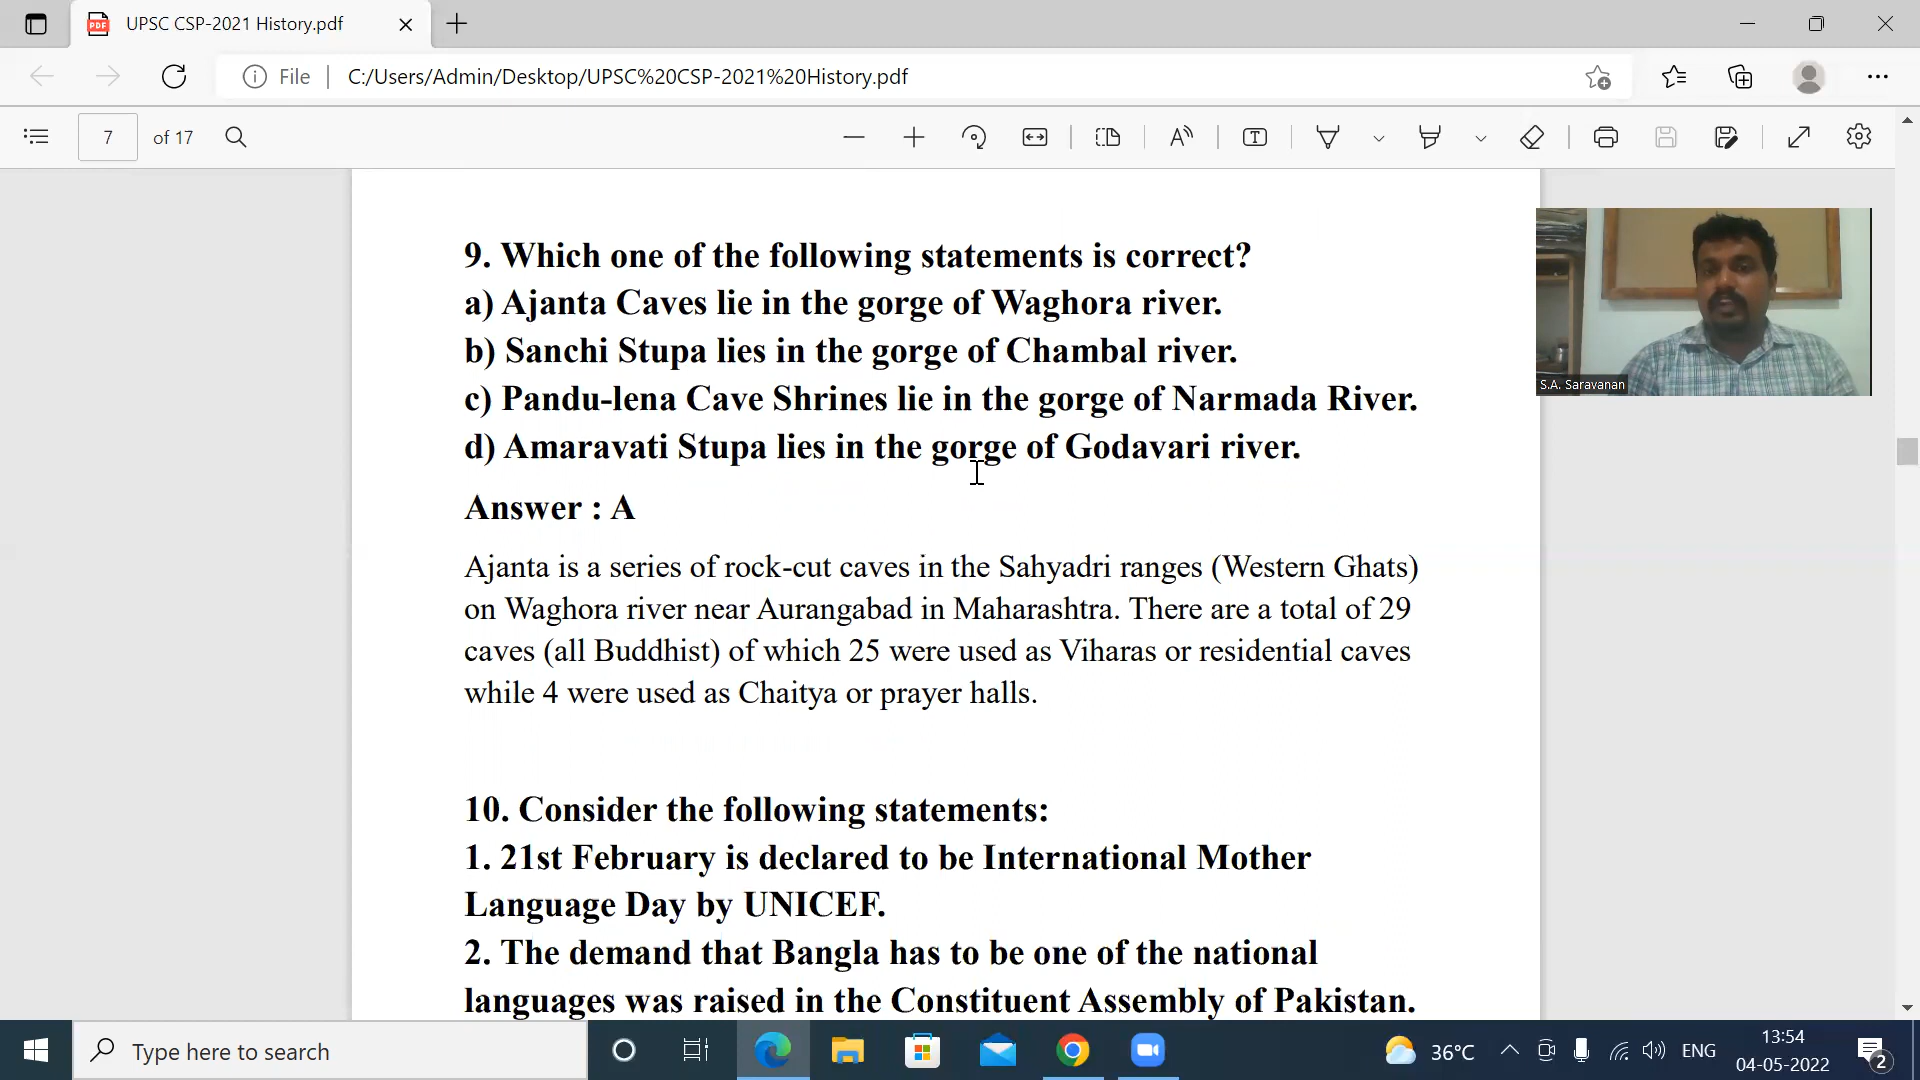 UPSC CSP-2021 History.pdf
File
C:/Users/Admin/Desktop/UPSC%20CSP-2021%20History.pdf
7 of 17
9. Which one of the following statements is correct?
a) Ajanta Caves lie in the gorge of Waghora river.
b) Sanchi Stupa lies in the gorge of Chambal river.
c) Pandu-lena Cave Shrines lie in the gorge of Narmada River.
d) Amaravati Stupa lies in the gorge of Godavari river.
S.A. Saravanan
Answer : A
Ajanta is a series of rock-cut caves in the Sahyadri ranges (Western Ghats)
on Waghora river near Aurangabad in Maharashtra. There are a total of 29
caves (all Buddhist) of which 25 were used as Viharas or residential caves
while 4 were used as Chaitya or prayer halls.
10. Consider the following statements:
1. 21st February is declared to be International Mother
Language Day by UNICEF.
2. The demand that Bangla has to be one of the national
languages was raised in the Constituent Assembly of Pakistan.
Type here to search
36°C
ENG
13:54
04-05-2022
2